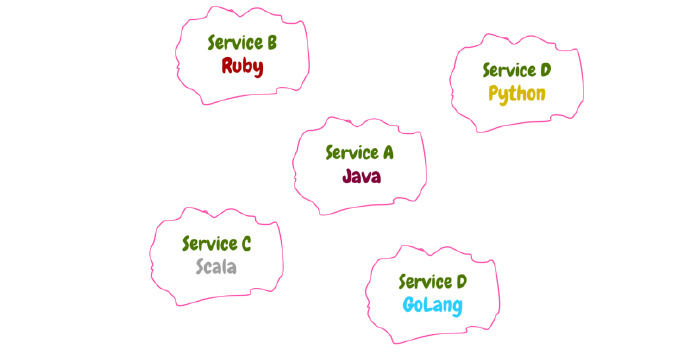 Service B
Ruby
Service D
Python
Service A
Java
Service C
Scala
Service D
GoLang